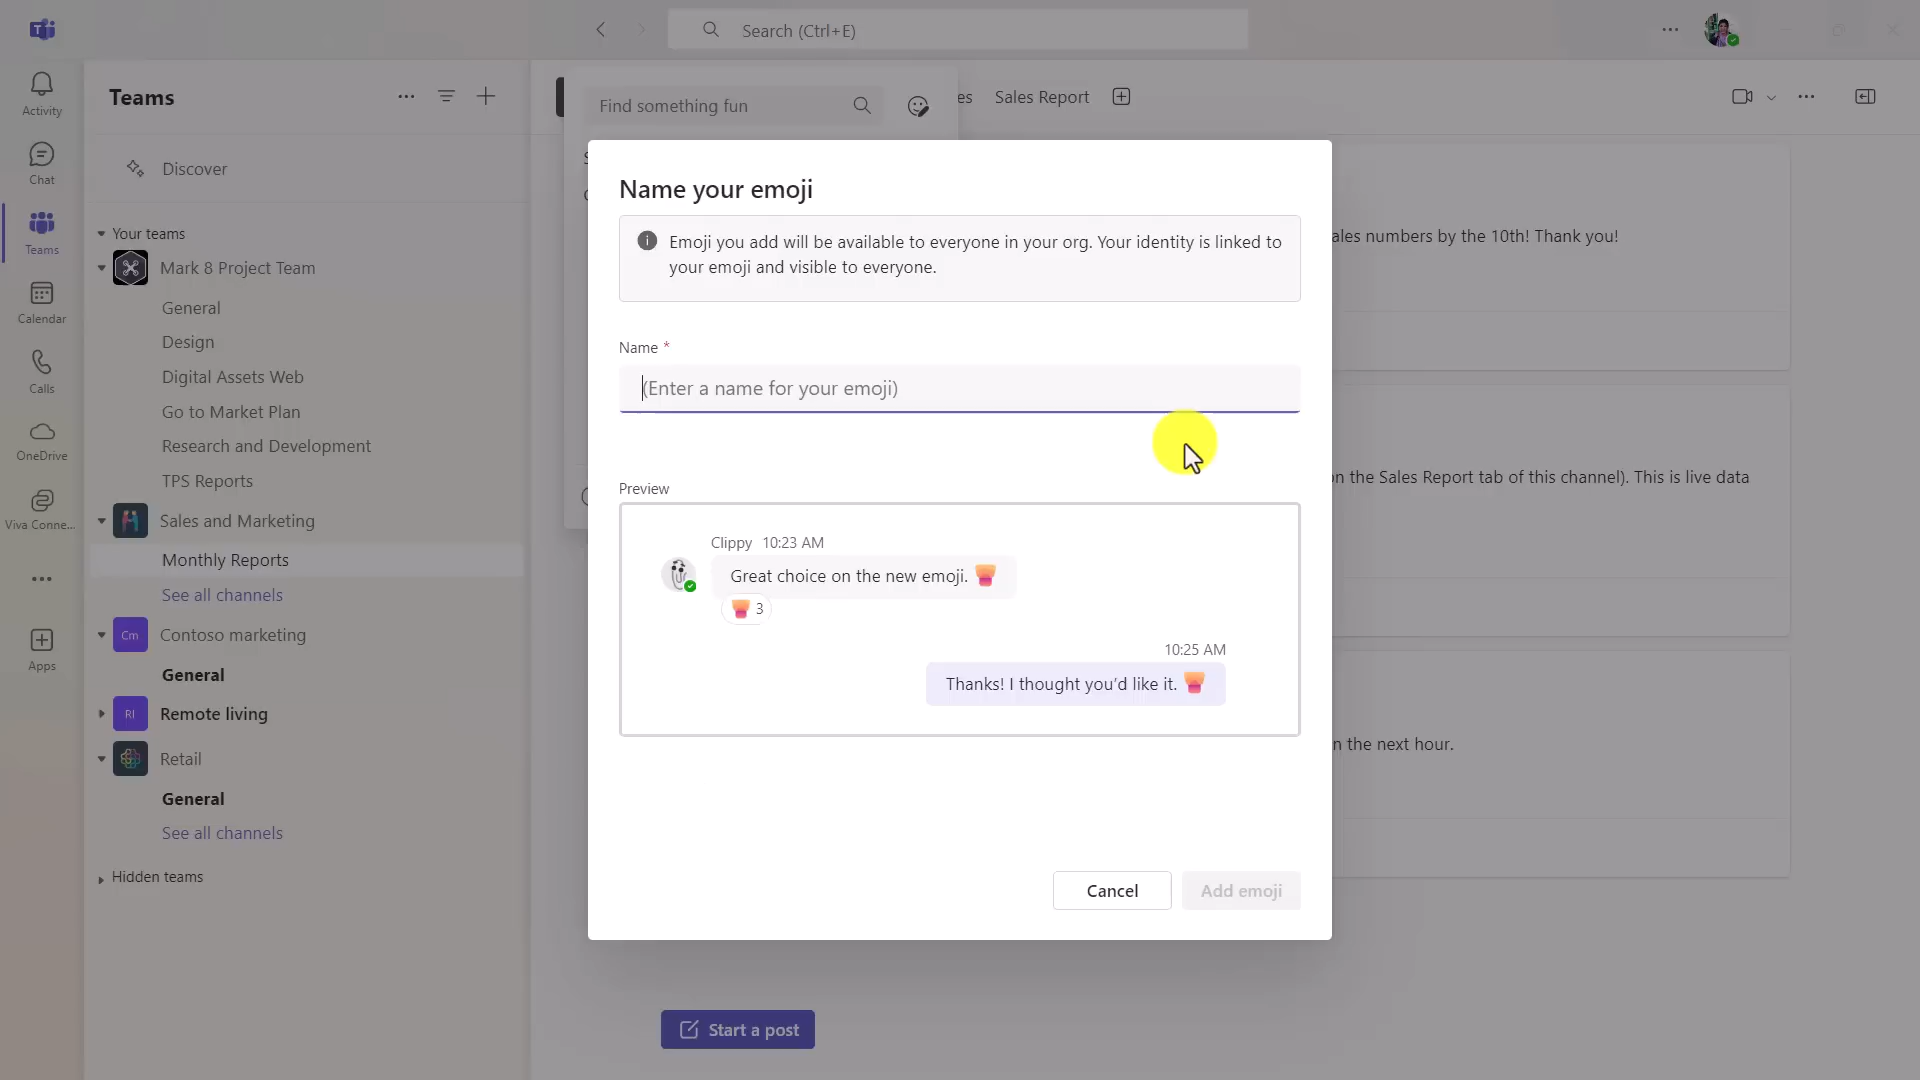 Search (Ctrl+E)
Activity
Chat
Teams
Calendar
Calls
OneDrive
Viva Conne...
Apps
Teams
Discover
Your teams
Mark 8 Project Team
General
Design
Digital Assets Web
Go to Market Plan
Research and Development
TPS Reports
Sales and Marketing
Monthly Reports
See all channels
Cm Contoso marketing
General
Rl Remote living
Retail
General
See all channels
Hidden teams
Find something fun
es Sales Report
ales numbers by the 10th! Thank you!
n the Sales Report tab of this channel). This is live data
n the next hour.
Name your emoji
Emoji you add will be available to everyone in your org. Your identity is linked to
your emoji and visible to everyone.
Name *
(Enter a name for your emoji)
Preview
Clippy 10:23 AM
Great choice on the new emoji.
3
10:25 AM
Thanks! I thought you'd like it.
Cancel Add emoji
Start a post